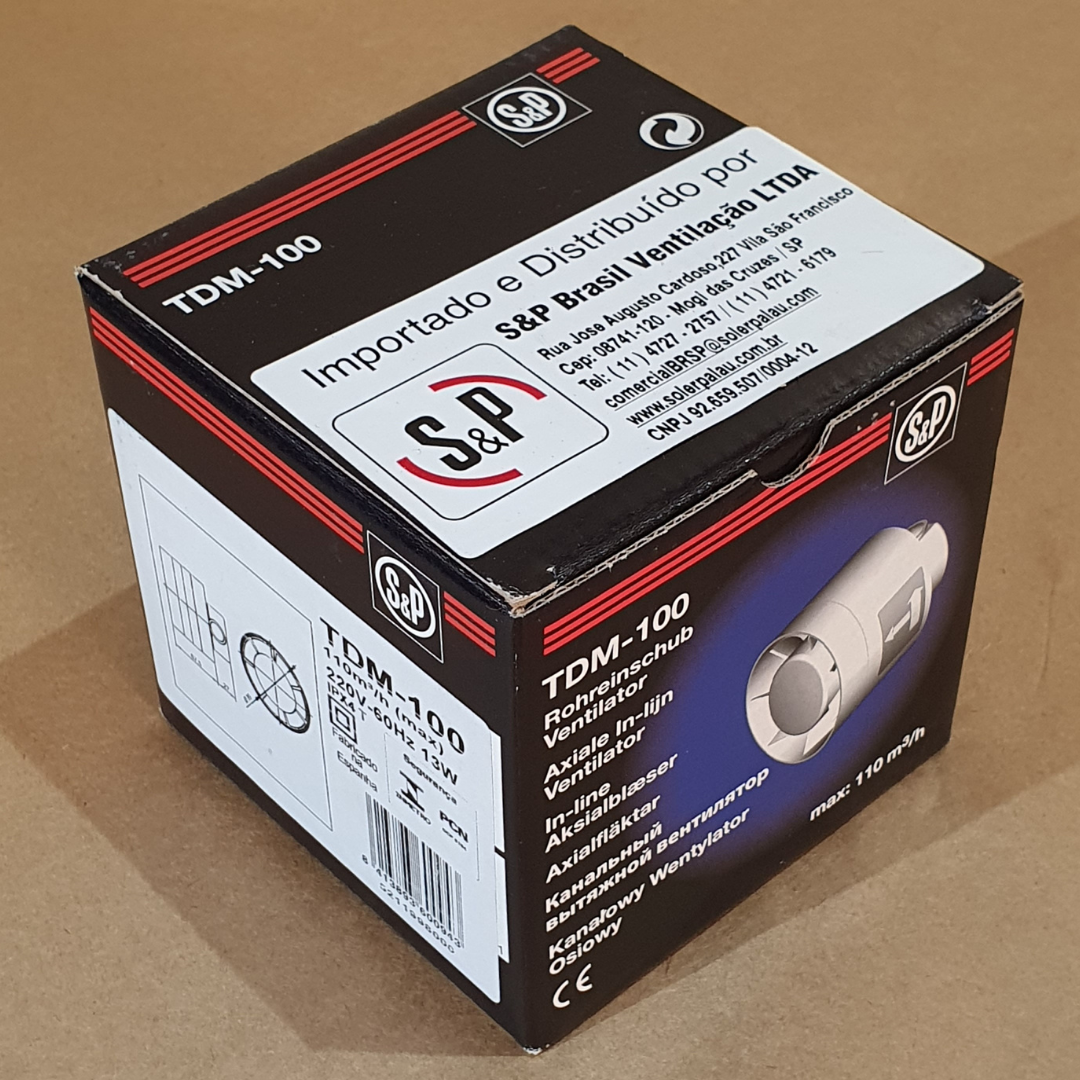 S&P
TDM-100
Importado e Distribuído por
S&P Brasil Ventilação LTDA
Rua Jose Augusto Cardoso,227 Vila São Francisco
Cep: 08741-120 - Mogi das Cruzes / SP
Tel: ( 11 ) 4727 - 2757 / ( 11 ) 4721 - 6179
comercialBRSP@solerpalau.com
www.solerpalau.com.br
CNPJ 92.659.507/0004-12
S&P
S&P
TDM-100
110m³/h (max)
220V-60Hz 13W
IPX4
Fabricado
na
Espanha
Segurança
PCN
8 413893 600943
5211998000
S&P
TDM-100
Rohreinschub
Ventilator
Axiale In-lijn
Ventilator
In-line
Aksialblæser
Axialfläktar
Канальный
вытяжной вентилятор
Kanałowy Wentylator
Osiowy
max: 110 m³/h
CE